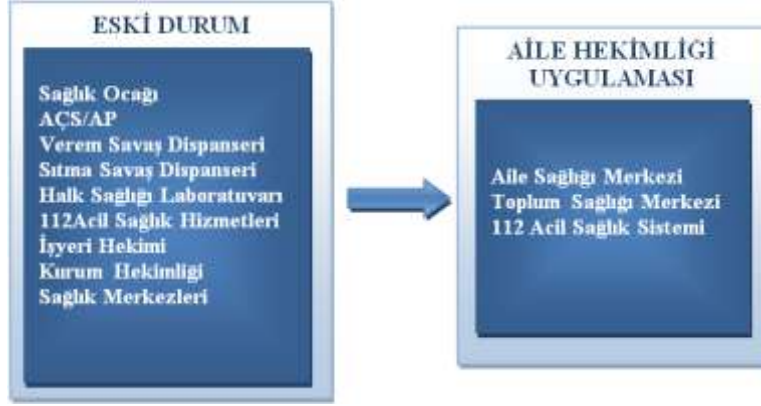 ESKİ DURUM
Sağlık Ocağı
AÇS/AP
Verem Savaş Dispanseri
Sıtma Savaş Dispanseri
Halk Sağlığı Laboratuvarı
112Acil Sağlık Hizmetleri
İşyeri Hekimi
Kurum Hekimliği
Sağlık Merkezleri
AİLE HEKİMLİĞİ
UYGULAMASI
Aile Sağlığı Merkezi
Toplum Sağlığı Merkezi
112 Acil Sağlık Sistemi